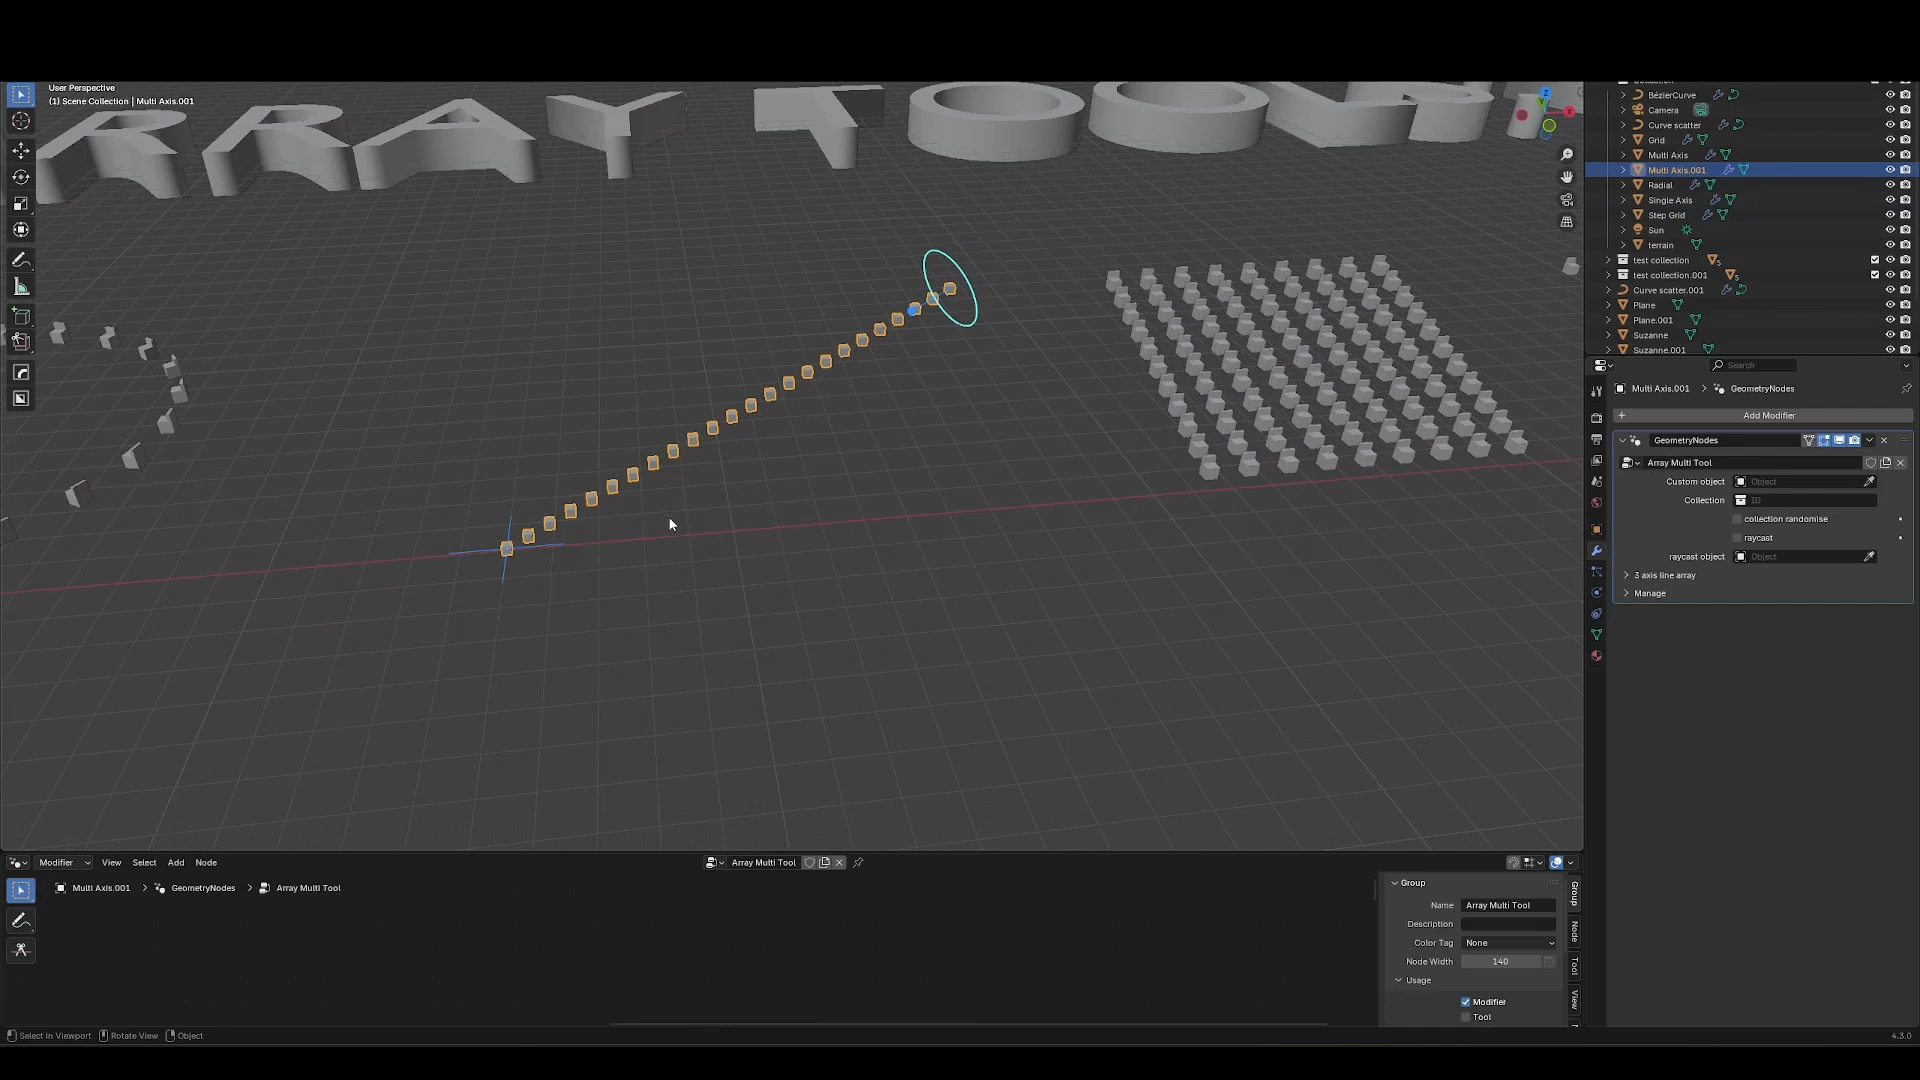 User Perspective
(1) Scene Collection | Multi Axis.001
RRAY TOOLS
Z
Y
X
BézierCurve
Camera
Curve scatter
Grid
Multi Axis
Multi Axis.001
Radial
Single Axis
Step Grid
Sun
terrain
test collection 5
test collection.001 5
Curve scatter.001
Plane
Plane.001
Suzanne
Suzanne.001
Search
Multi Axis.001 > GeometryNodes
+ Add Modifier
GeometryNodes
Array Multi Tool
Custom object Object
Collection ID
collection randomise
raycast
raycast object Object
3 axis line array
Manage
Modifier View Select Add Node Array Multi Tool
Multi Axis.001 > GeometryNodes > Array Multi Tool
Group
Name Array Multi Tool
Description
Color Tag None
Node Width 140
Usage
Modifier
Tool
Group
Node
Tool
View
Select in Viewport Rotate View Object 4.3.0